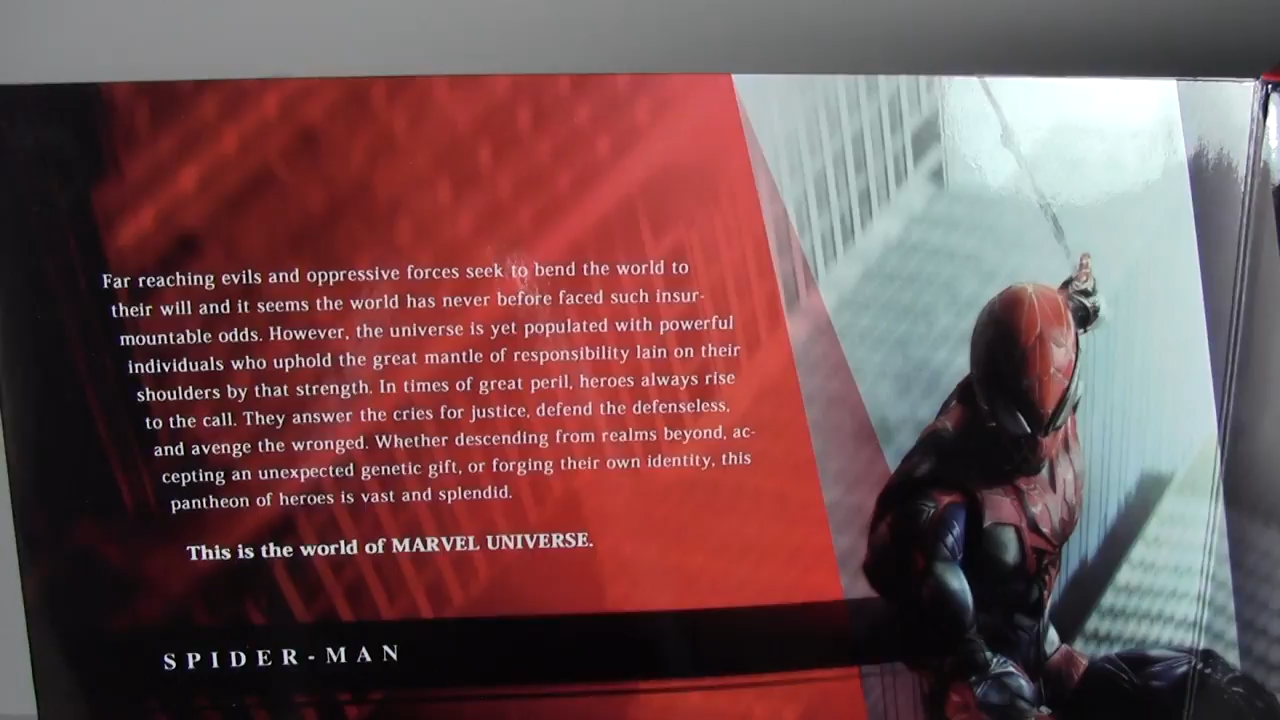 Far reaching evils and oppressive forces seek to bend the world to
their will and it seems the world has never before faced such insur-
mountable odds. However, the universe is yet populated with powerful
individuals who uphold the great mantle of responsibility lain on their
shoulders by that strength. In times of great peril, heroes always rise
to the call. They answer the cries for justice, defend the defenseless,
and avenge the wronged. Whether descending from realms beyond, ac-
cepting an unexpected genetic gift, or forging their own identity, this
pantheon of heroes is vast and splendid.
This is the world of MARVEL UNIVERSE.
SPIDER-MAN